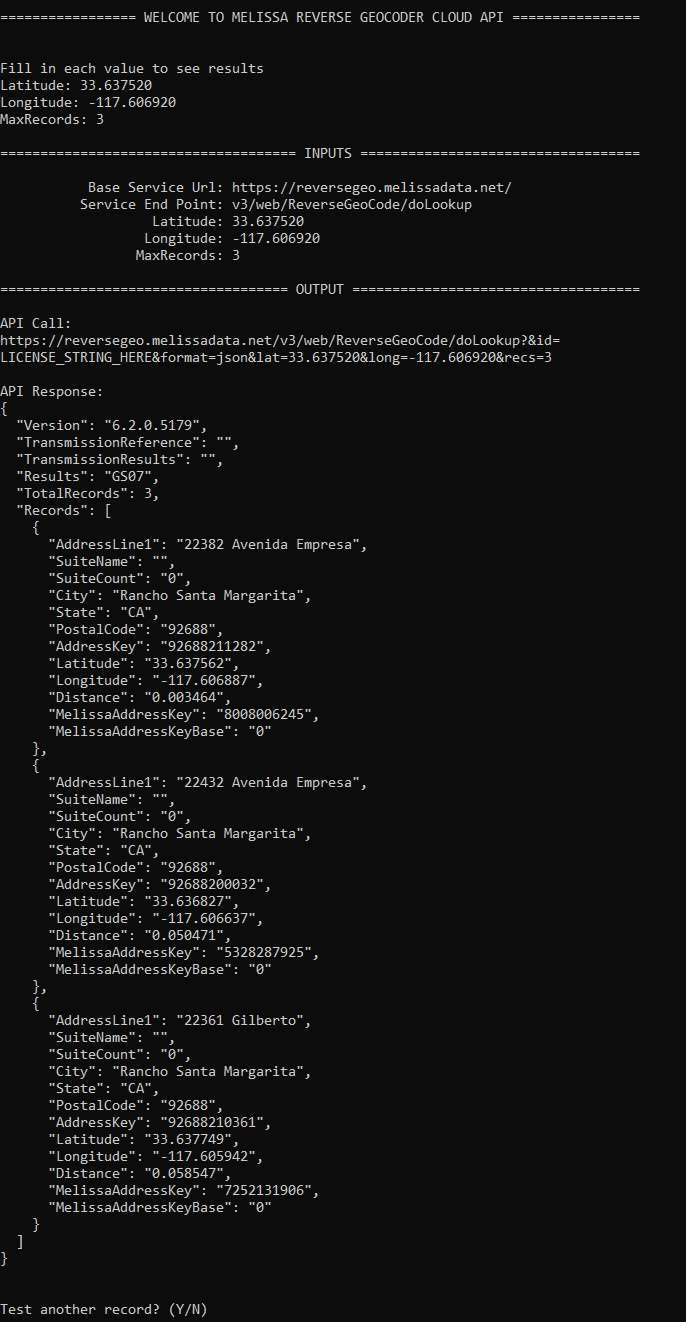 ================= WELCOME TO MELISSA REVERSE GEOCODER CLOUD API ================
Fill in each value to see results
Latitude: 33.637520
Longitude: -117.606920
MaxRecords: 3
===================================== INPUTS ===================================
Base Service Url: https://reversegeo.melissadata.net/
Service End Point: v3/web/ReverseGeoCode/doLookup
Latitude: 33.637520
Longitude: -117.606920
MaxRecords: 3
==================================== OUTPUT ====================================
API Call:
https://reversegeo.melissadata.net/v3/web/ReverseGeoCode/doLookup?&id=
LICENSE_STRING_HERE&format=json&lat=33.637520&long=-117.606920&recs=3
API Response:
{
  "Version": "6.2.0.5179",
  "TransmissionReference": "",
  "TransmissionResults": "",
  "Results": "GS07",
  "TotalRecords": 3,
  "Records": [
    {
      "AddressLine1": "22382 Avenida Empresa",
      "SuiteName": "",
      "SuiteCount": "0",
      "City": "Rancho Santa Margarita",
      "State": "CA",
      "PostalCode": "92688",
      "AddressKey": "92688211282",
      "Latitude": "33.637562",
      "Longitude": "-117.606887",
      "Distance": "0.003464",
      "MelissaAddressKey": "8008006245",
      "MelissaAddressKeyBase": "0"
    },
    {
      "AddressLine1": "22432 Avenida Empresa",
      "SuiteName": "",
      "SuiteCount": "0",
      "City": "Rancho Santa Margarita",
      "State": "CA",
      "PostalCode": "92688",
      "AddressKey": "92688200032",
      "Latitude": "33.636827",
      "Longitude": "-117.606637",
      "Distance": "0.050471",
      "MelissaAddressKey": "5328287925",
      "MelissaAddressKeyBase": "0"
    },
    {
      "AddressLine1": "22361 Gilberto",
      "SuiteName": "",
      "SuiteCount": "0",
      "City": "Rancho Santa Margarita",
      "State": "CA",
      "PostalCode": "92688",
      "AddressKey": "92688210361",
      "Latitude": "33.637749",
      "Longitude": "-117.605942",
      "Distance": "0.058547",
      "MelissaAddressKey": "7252131906",
      "MelissaAddressKeyBase": "0"
    }
  ]
}
Test another record? (Y/N)